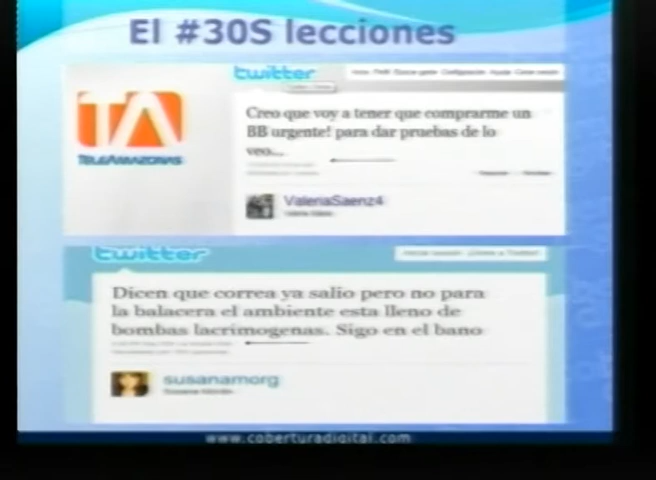 El #30S lecciones
twitter
TA
TELEAMAZONAS
Creo que voy a tener que comprarme un
BB urgente! para dar pruebas de lo
veo...
ValeriaSaenz4
twitter
Dicen que correa ya salio pero no para
la balacera el ambiente esta lleno de
bombas lacrimogenas. Sigo en el bano
susanamorg
www.coberturadigital.com